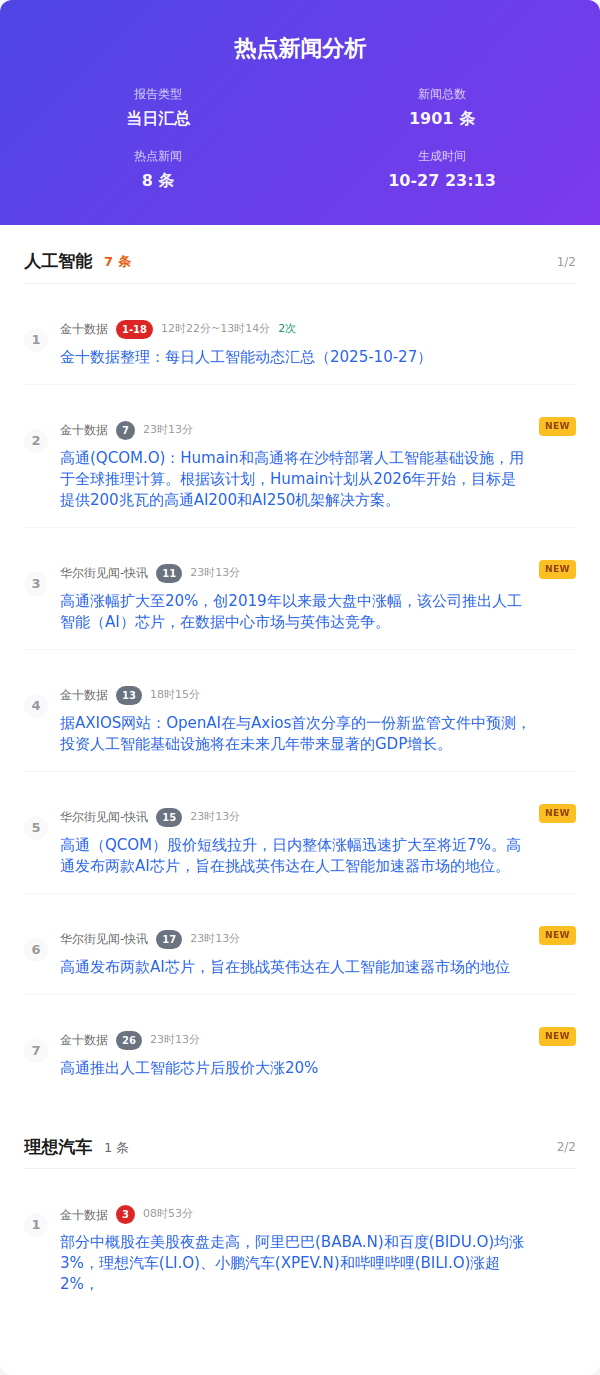 热点新闻分析
报告类型
当日汇总
新闻总数
1901 条
热点新闻
8 条
生成时间
10-27 23:13
人工智能 7 条 1/2
1
金十数据 1-18 12时22分~13时14分 2次
金十数据整理：每日人工智能动态汇总（2025-10-27）
2
金十数据 7 23时13分 NEW
高通(QCOM.O)：Humain和高通将在沙特部署人工智能基础设施，用
于全球推理计算。根据该计划，Humain计划从2026年开始，目标是
提供200兆瓦的高通AI200和AI250机架解决方案。
3
华尔街见闻-快讯 11 23时13分 NEW
高通涨幅扩大至20%，创2019年以来最大盘中涨幅，该公司推出人工
智能（AI）芯片，在数据中心市场与英伟达竞争。
4
金十数据 13 18时15分
据AXIOS网站：OpenAI在与Axios首次分享的一份新监管文件中预测，
投资人工智能基础设施将在未来几年带来显著的GDP增长。
5
华尔街见闻-快讯 15 23时13分 NEW
高通（QCOM）股价短线拉升，日内整体涨幅迅速扩大至将近7%。高
通发布两款AI芯片，旨在挑战英伟达在人工智能加速器市场的地位。
6
华尔街见闻-快讯 17 23时13分 NEW
高通发布两款AI芯片，旨在挑战英伟达在人工智能加速器市场的地位
7
金十数据 26 23时13分 NEW
高通推出人工智能芯片后股价大涨20%
理想汽车 1 条 2/2
1
金十数据 3 08时53分
部分中概股在美股夜盘走高，阿里巴巴(BABA.N)和百度(BIDU.O)均涨
3%，理想汽车(LI.O)、小鹏汽车(XPEV.N)和哔哩哔哩(BILI.O)涨超
2%，